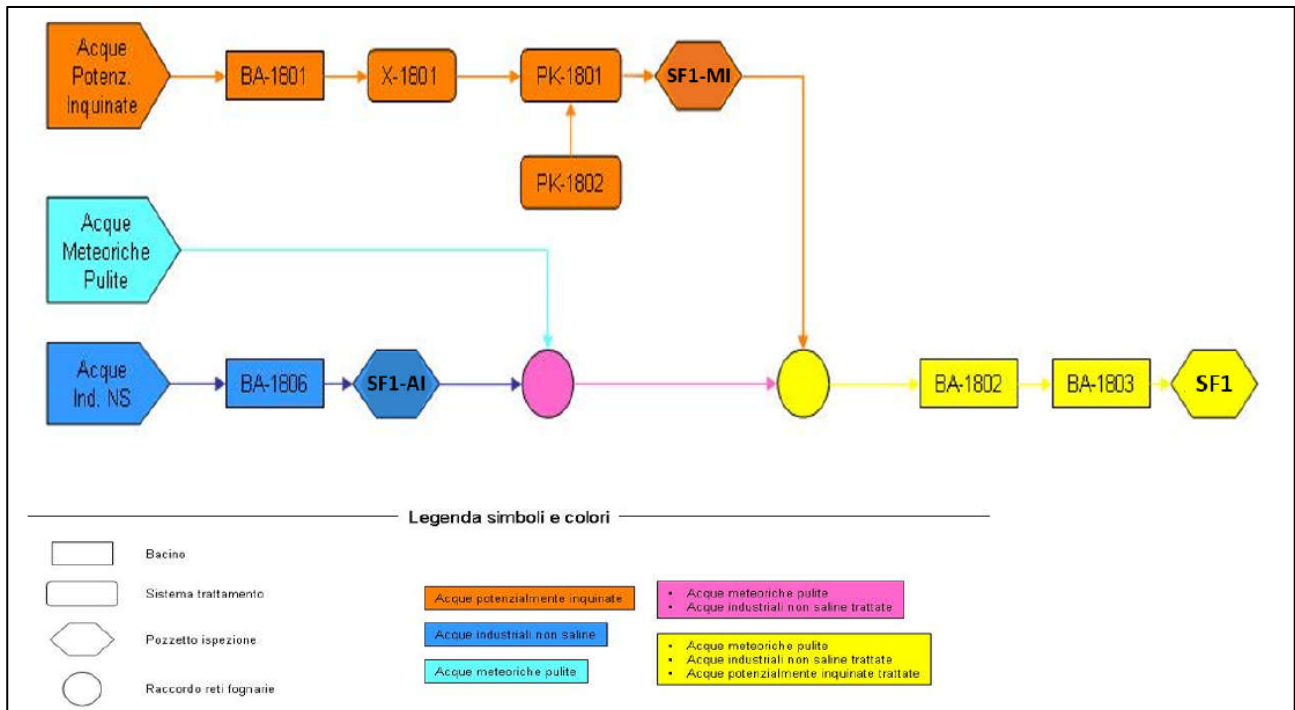 Acque
Potenz.
Inquinate
BA-1801
X-1801
PK-1801
SF1-MI
PK-1802
Acque
Meteoriche
Pulite
Acque
Ind. NS
BA-1806
SF1-AI
BA-1802
BA-1803
SF1
Legenda simboli e colori
Bacino
Sistema trattamento
Pozzetto ispezione
Raccordo reti fognarie
Acque potenzialmente inquinate
Acque industriali non saline
Acque meteoriche pulite
• Acque meteoriche pulite
• Acque industriali non saline trattate
• Acque meteoriche pulite
• Acque industriali non saline trattate
• Acque potenzialmente inquinate trattate